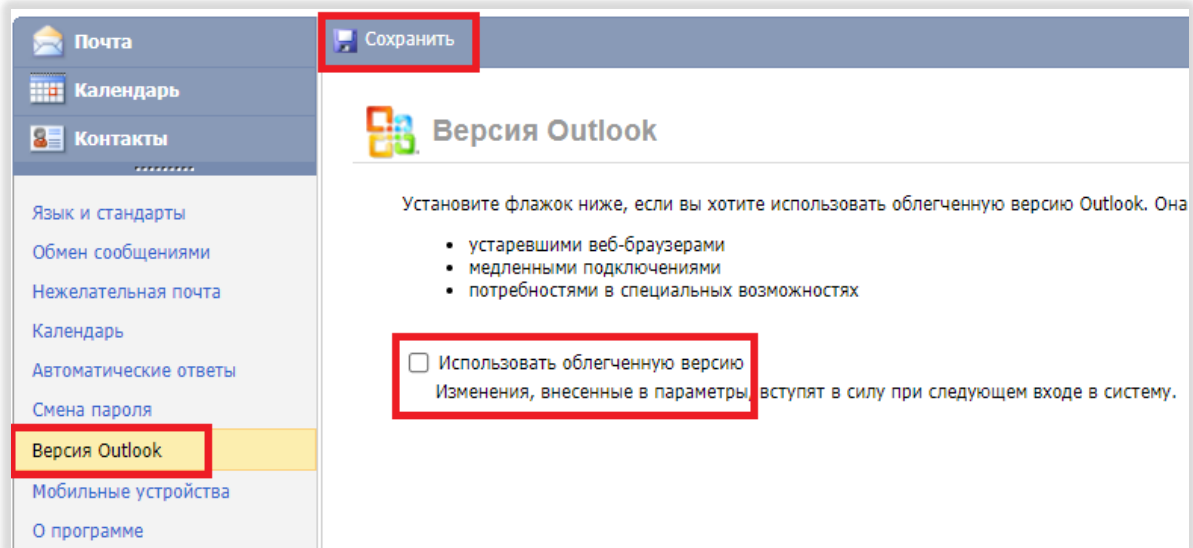 Почта
Календарь
Контакты
Язык и стандарты
Обмен сообщениями
Нежелательная почта
Календарь
Автоматические ответы
Смена пароля
Версия Outlook
Мобильные устройства
О программе
Сохранить
Версия Outlook
Установите флажок ниже, если вы хотите использовать облегченную версию Outlook. Она
• устаревшими веб-браузерами
• медленными подключениями
• потребностями в специальных возможностях
Использовать облегченную версию
Изменения, внесенные в параметры, вступят в силу при следующем входе в систему.